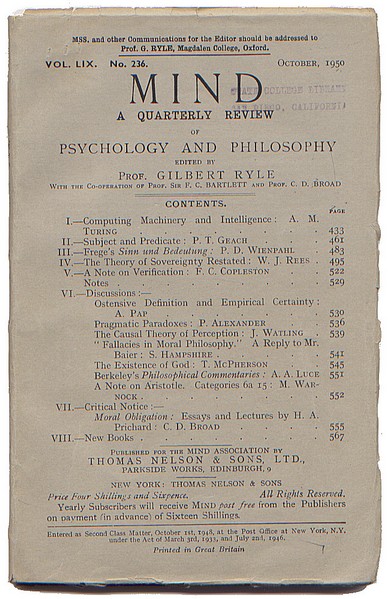 MSS. and other Communications for the Editor should be addressed to
Prof. G. RYLE, Magdalen College, Oxford.
VOL. LIX. No. 236. OCTOBER, 1950
MIND
STATE COLLEGE LIBRARY
SAN DIEGO, CALIFORNIA
A QUARTERLY REVIEW
OF
PSYCHOLOGY AND PHILOSOPHY
EDITED BY
PROF. GILBERT RYLE
WITH THE CO-OPERATION OF PROF. SIR F. C. BARTLETT AND PROF. C. D. BROAD
CONTENTS.
PAGE
I.—Computing Machinery and Intelligence: A. M.
TURING . . . . . . . 433
II.—Subject and Predicate: P. T. GEACH . . 461
III.—Frege's Sinn und Bedeutung: P. D. WIENPAHL . 483
IV.—The Theory of Sovereignty Restated: W. J. REES . 495
V.—A Note on Verification: F. C. COPLESTON . . 522
Notes . . . . . . . 529
VI.—Discussions:—
Ostensive Definition and Empirical Certainty:
A. PAP . . . . . . 530
Pragmatic Paradoxes: P. ALEXANDER . . 536
The Causal Theory of Perception: J. WATLING . 539
"Fallacies in Moral Philosophy." A Reply to Mr.
Baier: S. HAMPSHIRE . . . . 541
The Existence of God: T. MCPHERSON . . 545
Berkeley's Philosophical Commentaries: A. A. LUCE 551
A Note on Aristotle. Categories 6a 15: M. WAR-
NOCK . . . . . . 552
VII.—Critical Notice:—
Moral Obligation: Essays and Lectures by H. A.
Prichard: C. D. BROAD . . . . 555
VIII.—New Books . . . . . . 567
PUBLISHED FOR THE MIND ASSOCIATION BY
THOMAS NELSON & SONS, LTD.,
PARKSIDE WORKS, EDINBURGH, 9
NEW YORK: THOMAS NELSON & SONS
Price Four Shillings and Sixpence. All Rights Reserved.
Yearly Subscribers will receive MIND post free from the Publishers
on payment (in advance) of Sixteen Shillings.
Entered as Second Class Matter, October 1st, 1948, at the Post Office at New York, N.Y.
under the Act of March 3rd, 1933, and July 2nd, 1946.
Printed in Great Britain